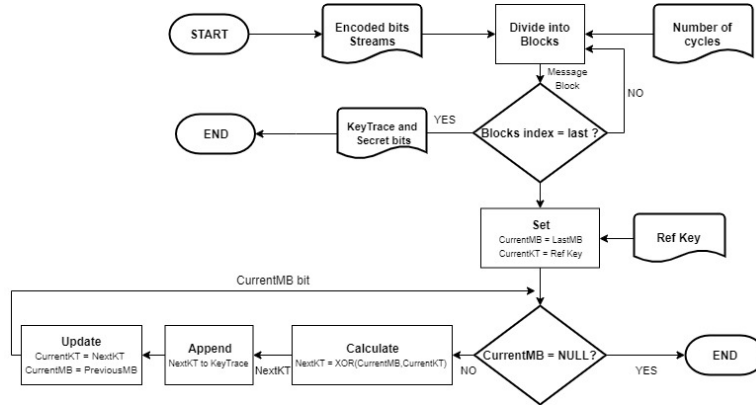 START
Encoded bits
Streams
Divide into
Blocks
Number of
cycles
Message
Block
NO
END
KeyTrace and
Secret bits
YES
Blocks index = last ?
Set
CurrentMB = LastMB
CurrentKT = Ref Key
Ref Key
CurrentMB bit
Update
CurrentKT = NextKT
CurrentMB = PreviousMB
Append
NextKT to KeyTrace
NextKT
Calculate
NextKT = XOR(CurrentMB,CurrentKT)
NO
CurrentMB = NULL?
YES
END